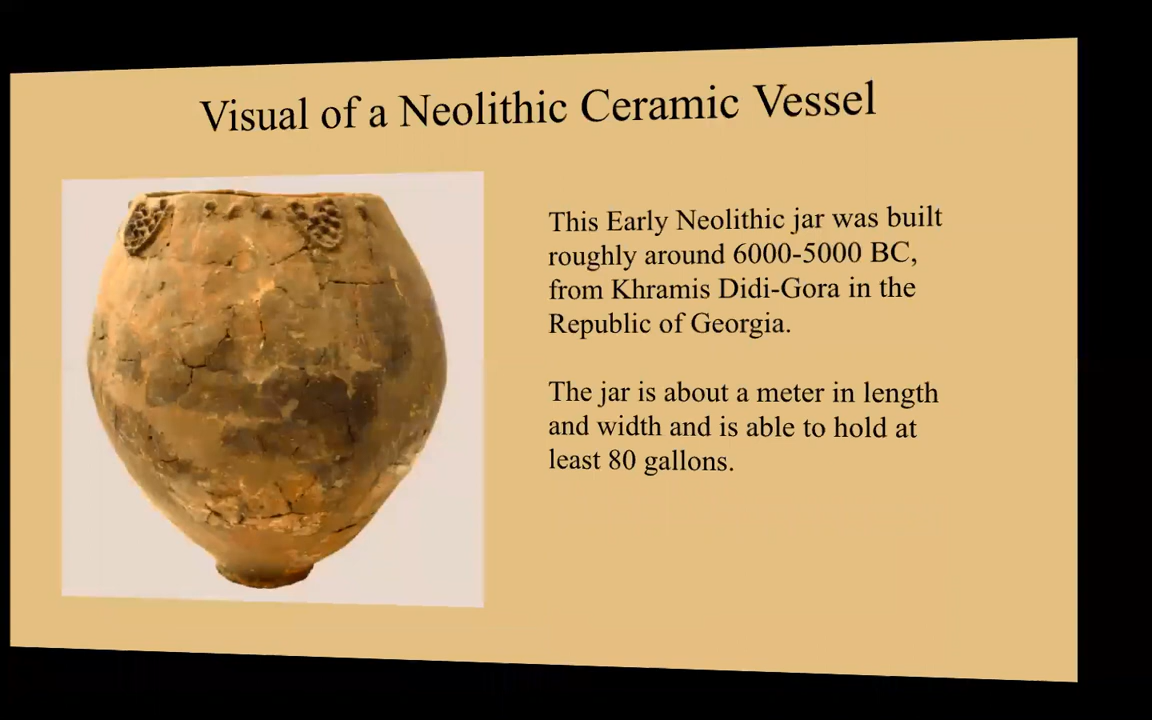 Visual of a Neolithic Ceramic Vessel
This Early Neolithic jar was built
roughly around 6000-5000 BC,
from Khramis Didi-Gora in the
Republic of Georgia.
The jar is about a meter in length
and width and is able to hold at
least 80 gallons.